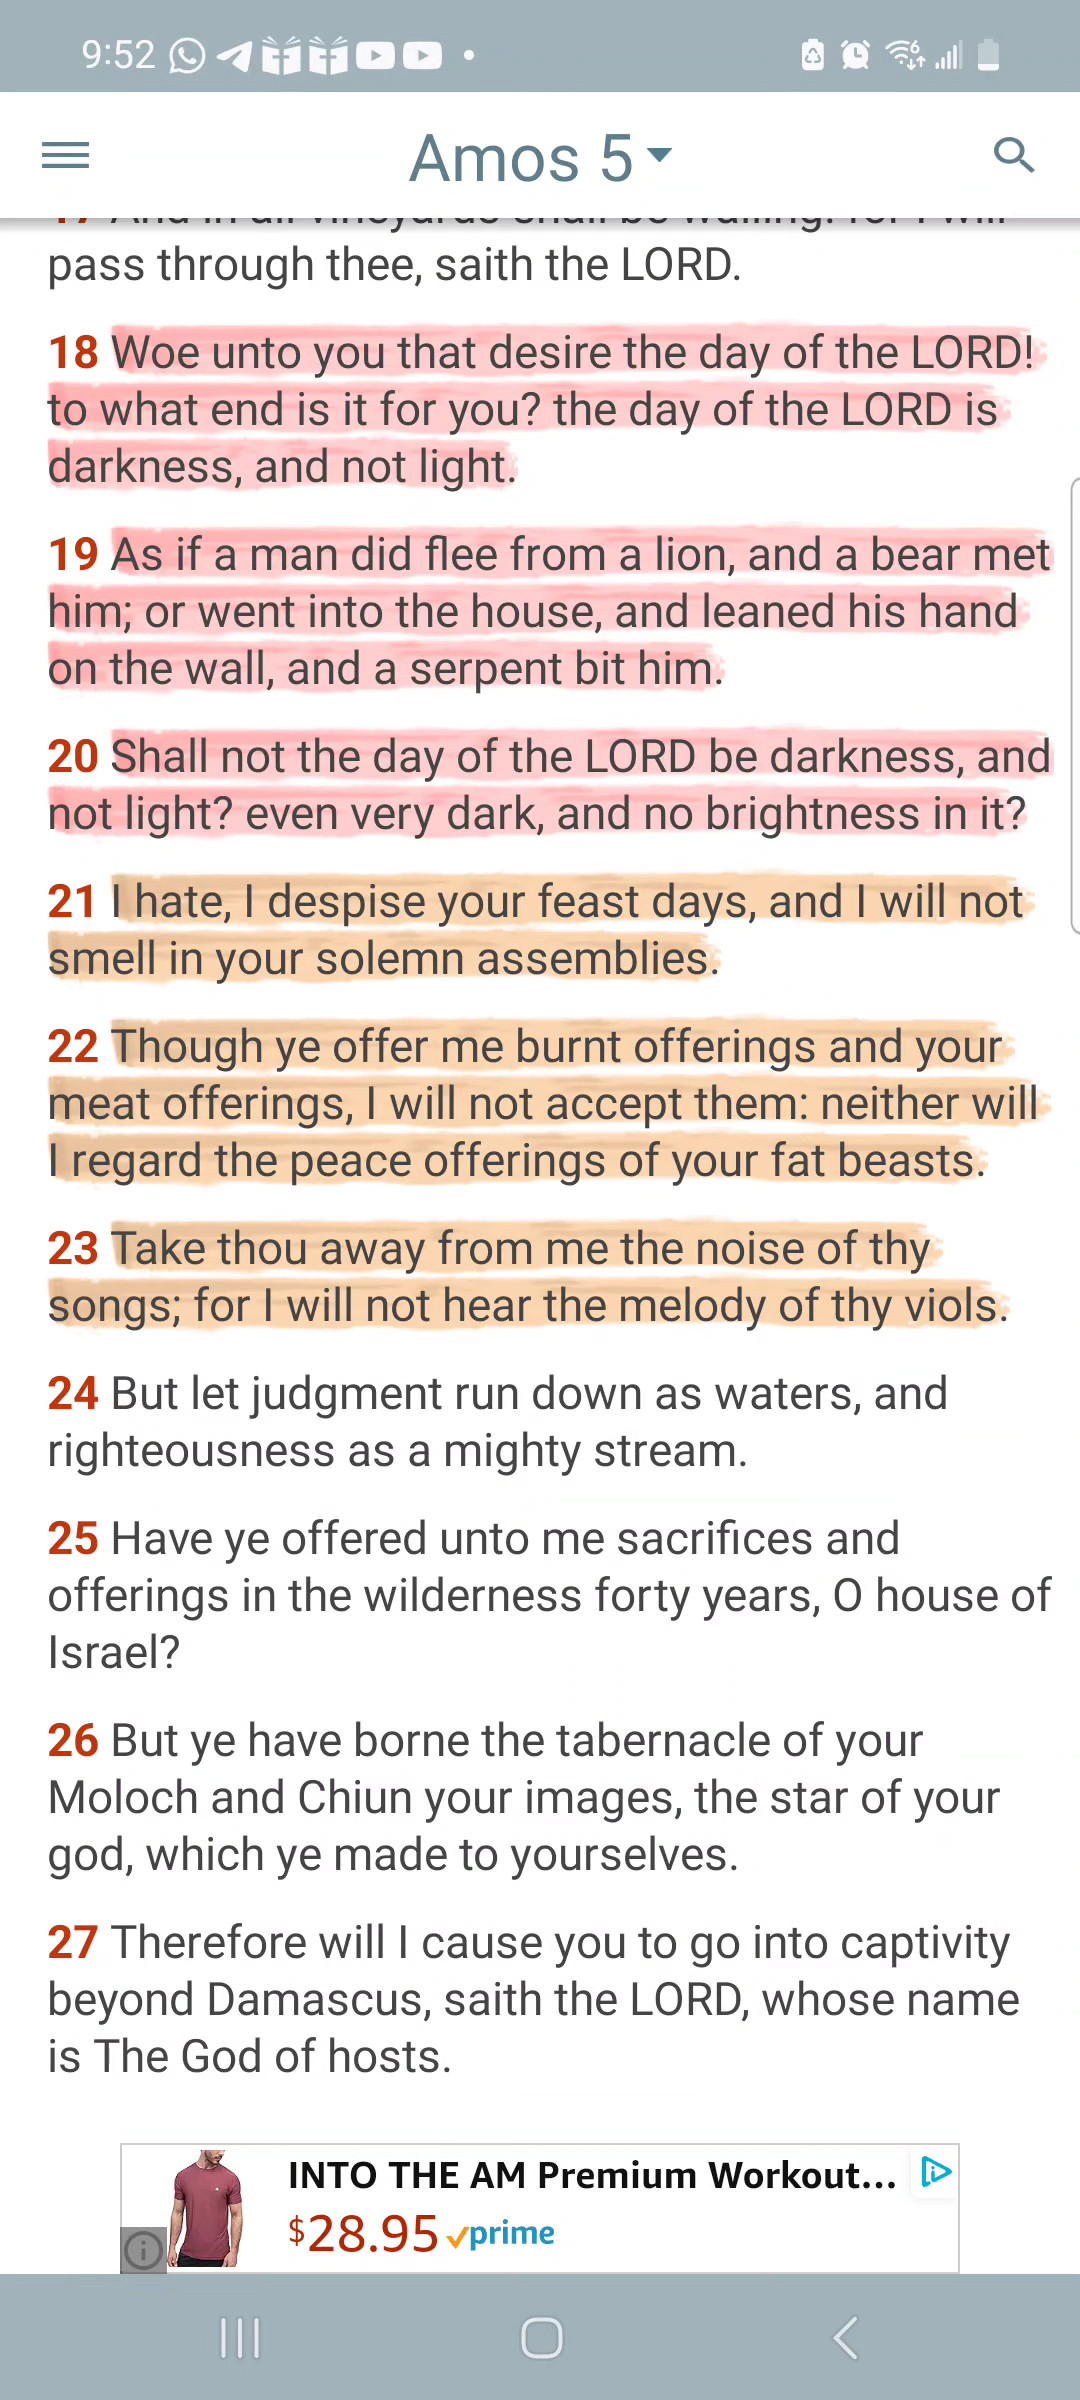 9:52
Amos 5
pass through thee, saith the LORD.
18 Woe unto you that desire the day of the LORD!
to what end is it for you? the day of the LORD is
darkness, and not light.
19 As if a man did flee from a lion, and a bear met
him; or went into the house, and leaned his hand
on the wall, and a serpent bit him.
20 Shall not the day of the LORD be darkness, and
not light? even very dark, and no brightness in it?
21 I hate, I despise your feast days, and I will not
smell in your solemn assemblies.
22 Though ye offer me burnt offerings and your
meat offerings, I will not accept them: neither will
I regard the peace offerings of your fat beasts.
23 Take thou away from me the noise of thy
songs; for I will not hear the melody of thy viols.
24 But let judgment run down as waters, and
righteousness as a mighty stream.
25 Have ye offered unto me sacrifices and
offerings in the wilderness forty years, O house of
Israel?
26 But ye have borne the tabernacle of your
Moloch and Chiun your images, the star of your
god, which ye made to yourselves.
27 Therefore will I cause you to go into captivity
beyond Damascus, saith the LORD, whose name
is The God of hosts.
INTO THE AM Premium Workout...
$28.95 prime